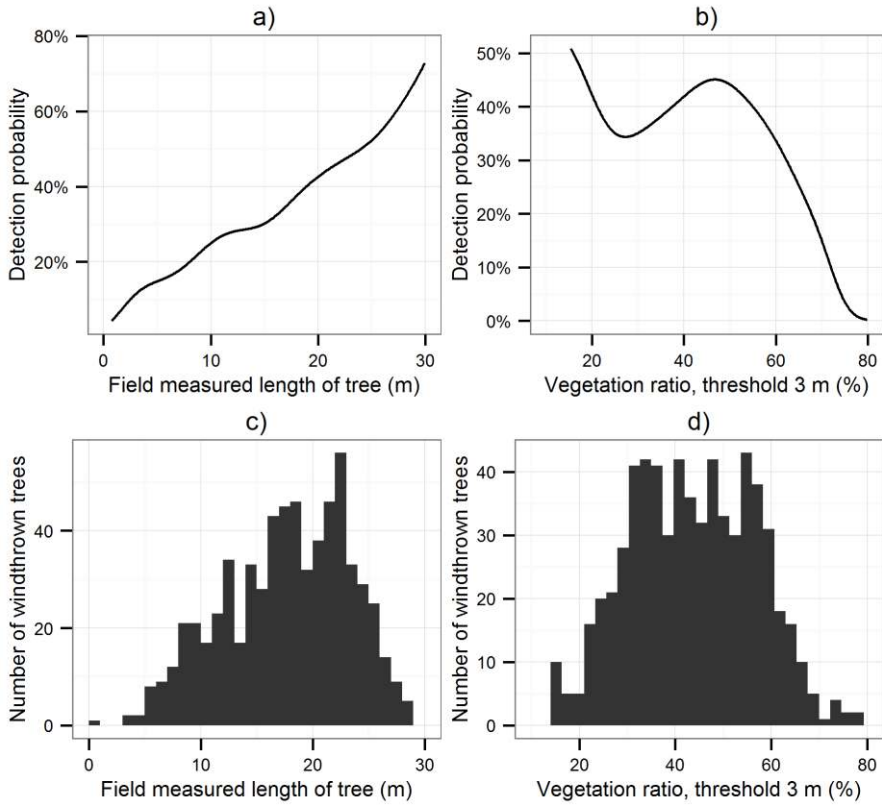 a)
80%
60%
40%
20%
Detection probability
0 10 20 30
Field measured length of tree (m)
b)
50%
40%
30%
20%
10%
0%
Detection probability
20 40 60 80
Vegetation ratio, threshold 3 m (%)
c)
40
20
0
Number of windthrown trees
0 10 20 30
Field measured length of tree (m)
d)
40
30
20
10
0
Number of windthrown trees
20 40 60 80
Vegetation ratio, threshold 3 m (%)